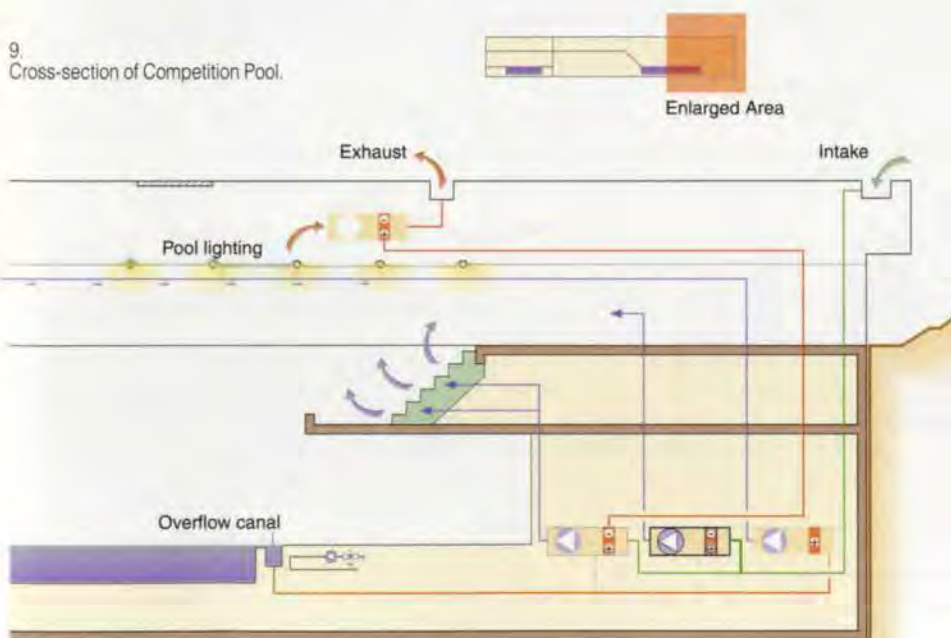 9.
Cross-section of Competition Pool.
Enlarged Area
Exhaust
Intake
Pool lighting
Overflow canal